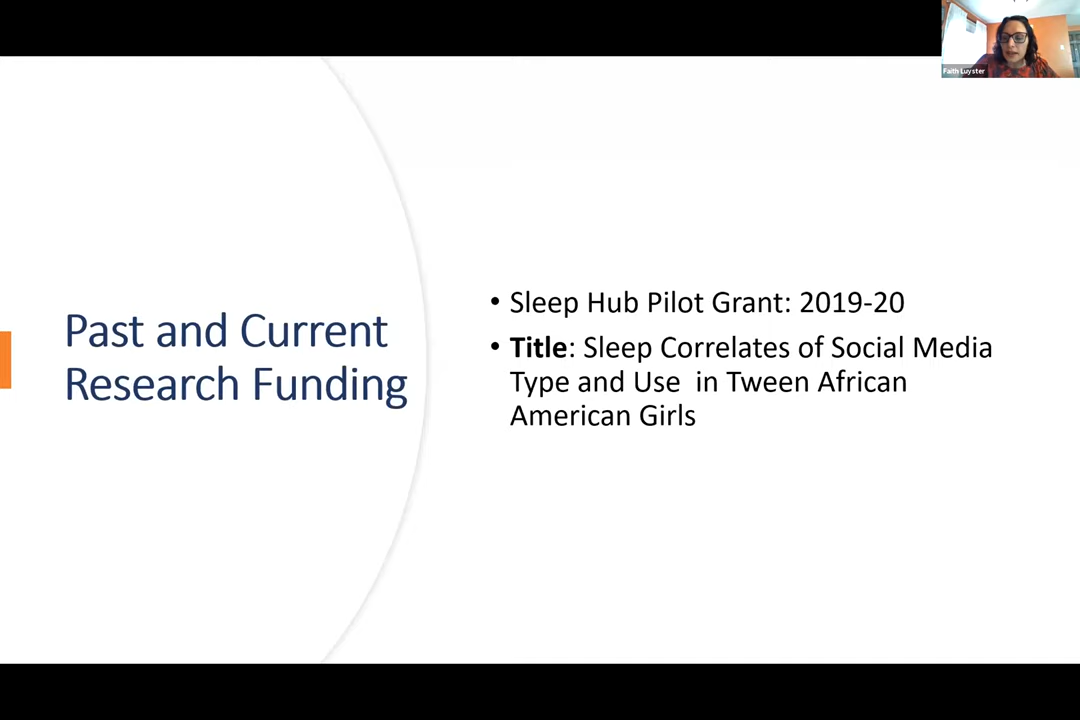 Faith Luyster
Past and Current
Research Funding
• Sleep Hub Pilot Grant: 2019-20
• Title: Sleep Correlates of Social Media
Type and Use  in Tween African
American Girls